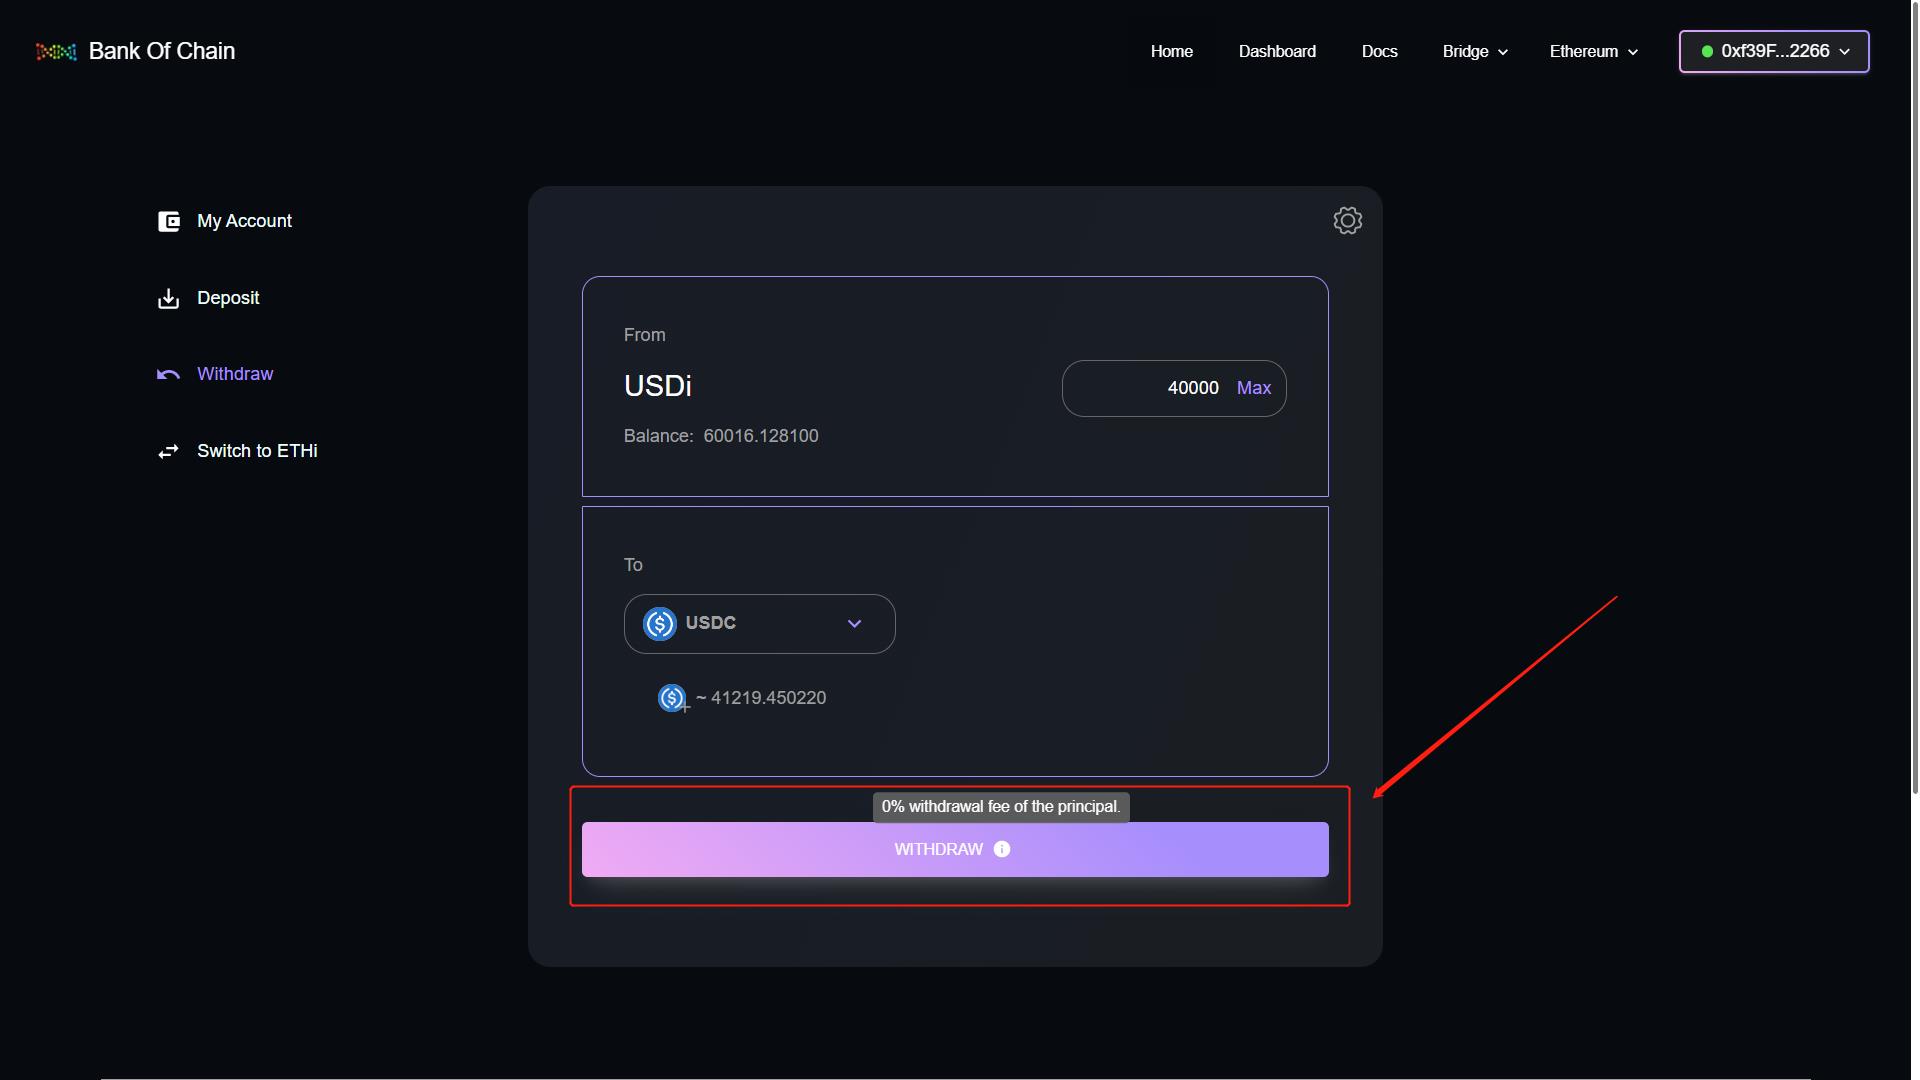 Bank Of Chain
Home
Dashboard
Docs
Bridge
Ethereum
0xf39F...2266
My Account
Deposit
Withdraw
Switch to ETHi
From
USDi
40000 Max
Balance: 60016.128100
To
USDC
~ 41219.450220
0% withdrawal fee of the principal.
WITHDRAW